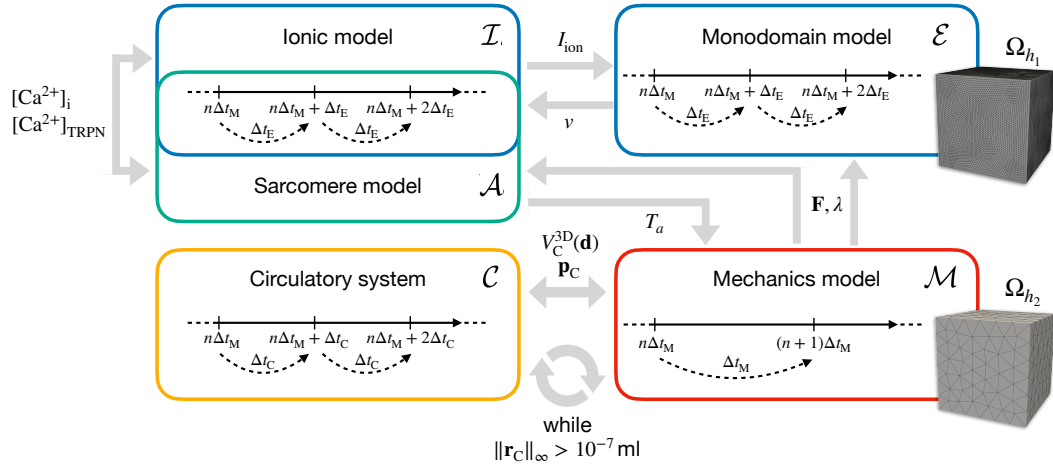 Ionic model
ℐ.
nΔt_M nΔt_M + Δt_E nΔt_M + 2Δt_E
Δt_E Δt_E
Sarcomere model
𝒜
[Ca²⁺]_i
[Ca²⁺]_TRPN
I_ion
v
Monodomain model
ℰ
nΔt_M nΔt_M + Δt_E nΔt_M + 2Δt_E
Δt_E Δt_E
Ω_h₁
F, λ
T_a
Circulatory system
𝒞
nΔt_M nΔt_M + Δt_C nΔt_M + 2Δt_C
Δt_C Δt_C
V_C^3D(d)
p_C
while
‖r_C‖_∞ > 10⁻⁷ ml
Mechanics model
ℳ
nΔt_M (n + 1)Δt_M
Δt_M
Ω_h₂